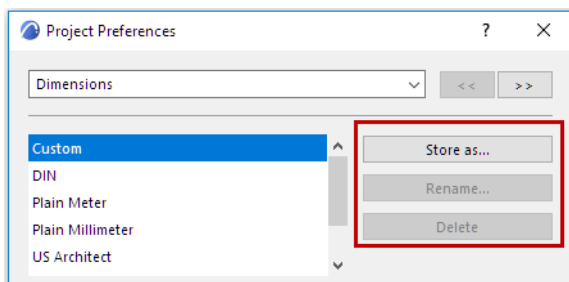 Project Preferences ? ×
Dimensions << >>
Custom
DIN
Plain Meter
Plain Millimeter
US Architect
Store as...
Rename...
Delete